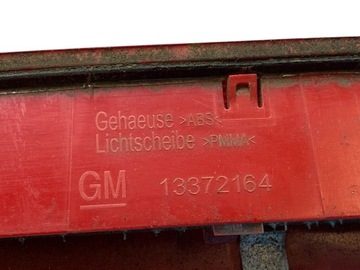 Gehaeuse >ABS<
Lichtscheibe >PMMA<
GM 13372164